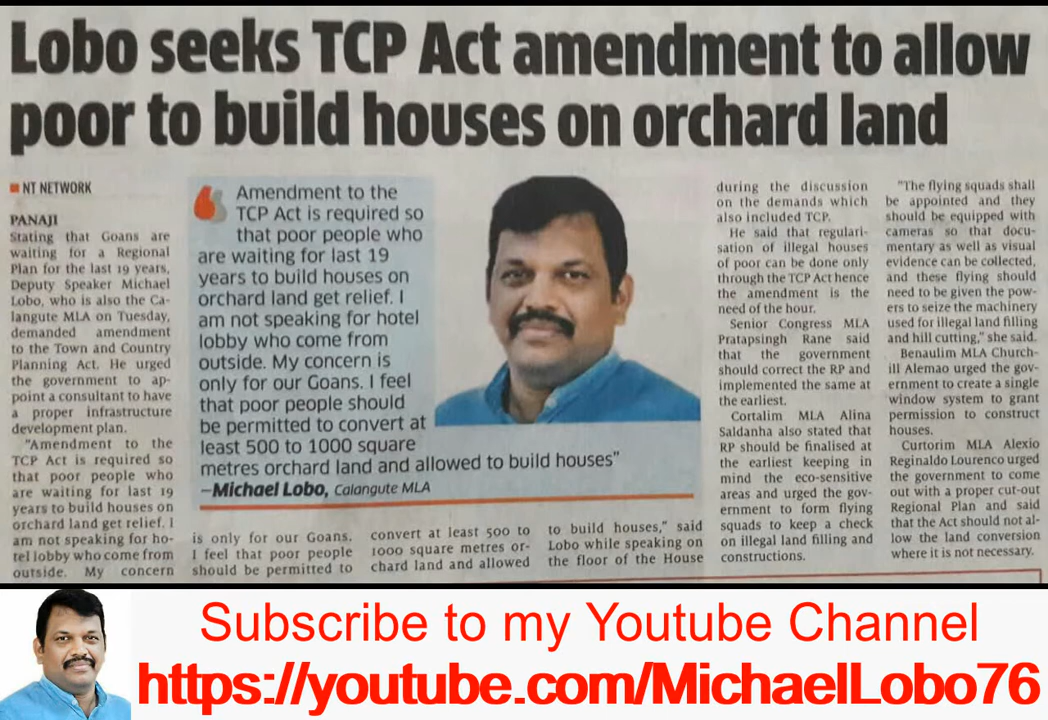 Lobo seeks TCP Act amendment to allow
poor to build houses on orchard land
NT NETWORK
PANAJI
Stating that Goans are
waiting for a Regional
Plan for the last 19 years,
Deputy Speaker Michael
Lobo, who is also the Ca-
langute MLA on Tuesday,
demanded amendment
to the Town and Country
Planning Act. He urged
the government to ap-
point a consultant to have
a proper infrastructure
development plan.
"Amendment to the
TCP Act is required so
that poor people who
are waiting for last 19
years to build houses on
orchard land get relief. I
am not speaking for ho-
tel lobby who come from
outside. My concern
Amendment to the
TCP Act is required so
that poor people who
are waiting for last 19
years to build houses on
orchard land get relief. I
am not speaking for hotel
lobby who come from
outside. My concern is
only for our Goans. I feel
that poor people should
be permitted to convert at
least 500 to 1000 square
metres orchard land and allowed to build houses"
—Michael Lobo, Calangute MLA
is only for our Goans.
I feel that poor people
should be permitted to
convert at least 500 to
1000 square metres or-
chard land and allowed
to build houses," said
Lobo while speaking on
the floor of the House
during the discussion
on the demands which
also included TCP.
He said that regulari-
sation of illegal houses
of poor can be done only
through the TCP Act hence
the amendment is the
need of the hour.
Senior Congress MLA
Pratapsingh Rane said
that the government
should correct the RP and
implemented the same at
the earliest.
Cortalim MLA Alina
Saldanha also stated that
RP should be finalised at
the earliest keeping in
mind the eco-sensitive
areas and urged the gov-
ernment to form flying
squads to keep a check
on illegal land filling and
constructions.
"The flying squads shall
be appointed and they
should be equipped with
cameras so that docu-
mentary as well as visual
evidence can be collected,
and these flying should
need to be given the pow-
ers to seize the machinery
used for illegal land filling
and hill cutting," she said.
Benaulim MLA Church-
ill Alemao urged the gov-
ernment to create a single
window system to grant
permission to construct
houses.
Curtorim MLA Alexio
Reginaldo Lourenco urged
the government to come
out with a proper cut-out
Regional Plan and said
that the Act should not al-
low the land conversion
where it is not necessary.
Subscribe to my Youtube Channel
https://youtube.com/MichaelLobo76